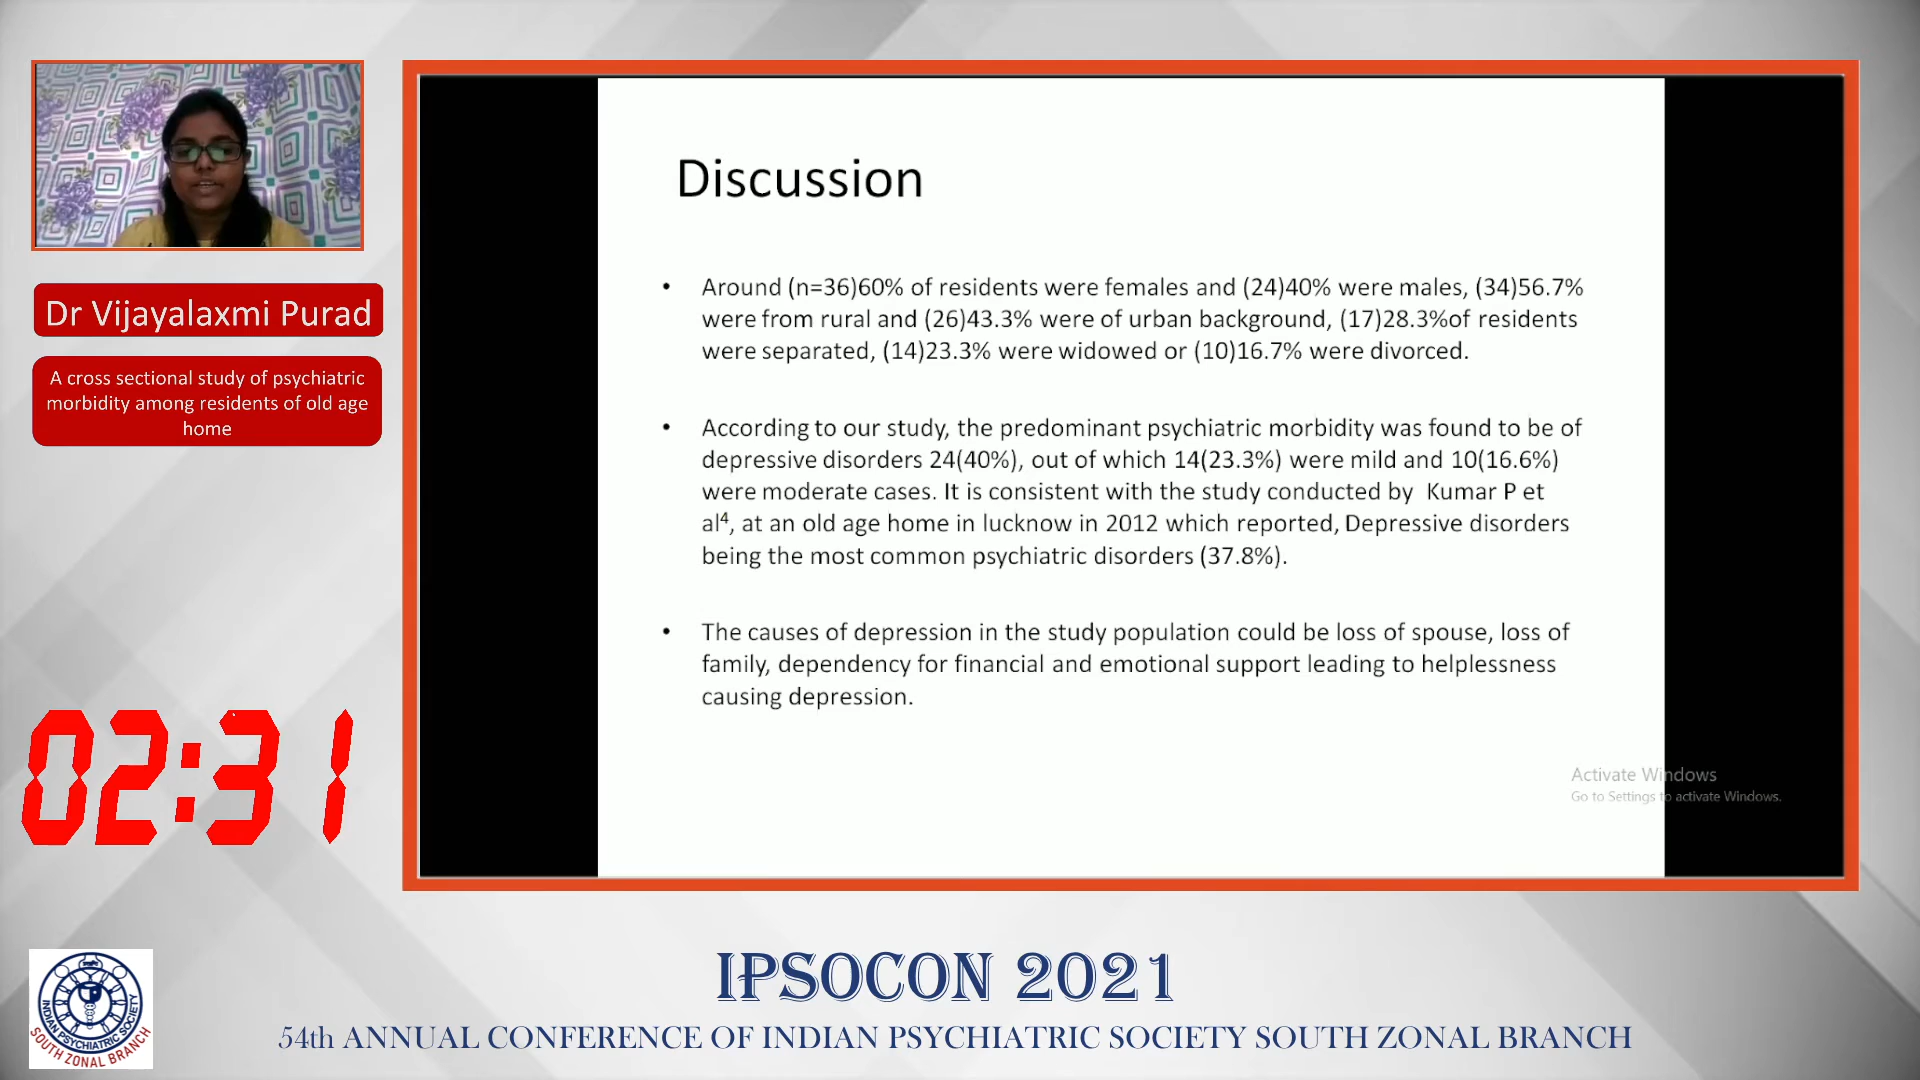 Discussion
• Around (n=36)60% of residents were females and (24)40% were males, (34)56.7%
were from rural and (26)43.3% were of urban background, (17)28.3%of residents
were separated, (14)23.3% were widowed or (10)16.7% were divorced.
• According to our study, the predominant psychiatric morbidity was found to be of
depressive disorders 24(40%), out of which 14(23.3%) were mild and 10(16.6%)
were moderate cases. It is consistent with the study conducted by Kumar P et
al⁴, at an old age home in lucknow in 2012 which reported, Depressive disorders
being the most common psychiatric disorders (37.8%).
• The causes of depression in the study population could be loss of spouse, loss of
family, dependency for financial and emotional support leading to helplessness
causing depression.
Activate Windows
Go to Settings to activate Windows.
Dr Vijayalaxmi Purad
A cross sectional study of psychiatric
morbidity among residents of old age
home
02:31
INDIAN PSYCHIATRIC SOCIETY
SOUTH ZONAL BRANCH
IPSOCON 2021
54th ANNUAL CONFERENCE OF INDIAN PSYCHIATRIC SOCIETY SOUTH ZONAL BRANCH